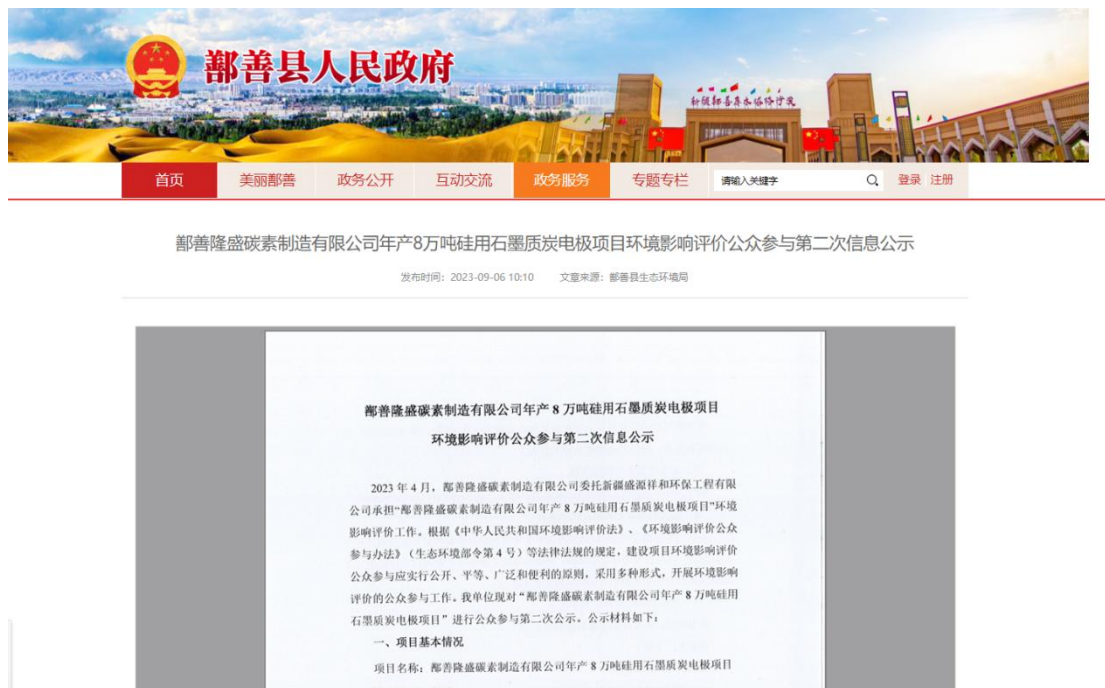 鄯善县人民政府
新疆鄯善库木塔格沙漠
首页 美丽鄯善 政务公开 互动交流 政务服务 专题专栏 请输入关键字 登录 注册
鄯善隆盛碳素制造有限公司年产8万吨硅用石墨质炭电极项目环境影响评价公众参与第二次信息公示
发布时间：2023-09-06 10:10 文章来源：鄯善县生态环境局
鄯善隆盛碳素制造有限公司年产 8 万吨硅用石墨质炭电极项目
环境影响评价公众参与第二次信息公示
2023 年 4 月，鄯善隆盛碳素制造有限公司委托新疆盛源祥和环保工程有限
公司承担“鄯善隆盛碳素制造有限公司年产 8 万吨硅用石墨质炭电极项目”环境
影响评价工作。根据《中华人民共和国环境影响评价法》、《环境影响评价公众
参与办法》（生态环境部令第 4 号）等法律法规的规定，建设项目环境影响评价
公众参与应实行公开、平等、广泛和便利的原则，采用多种形式，开展环境影响
评价的公众参与工作。我单位现对“鄯善隆盛碳素制造有限公司年产 8 万吨硅用
石墨质炭电极项目”进行公众参与第二次公示。公示材料如下：
一、项目基本情况
项目名称：鄯善隆盛碳素制造有限公司年产 8 万吨硅用石墨质炭电极项目